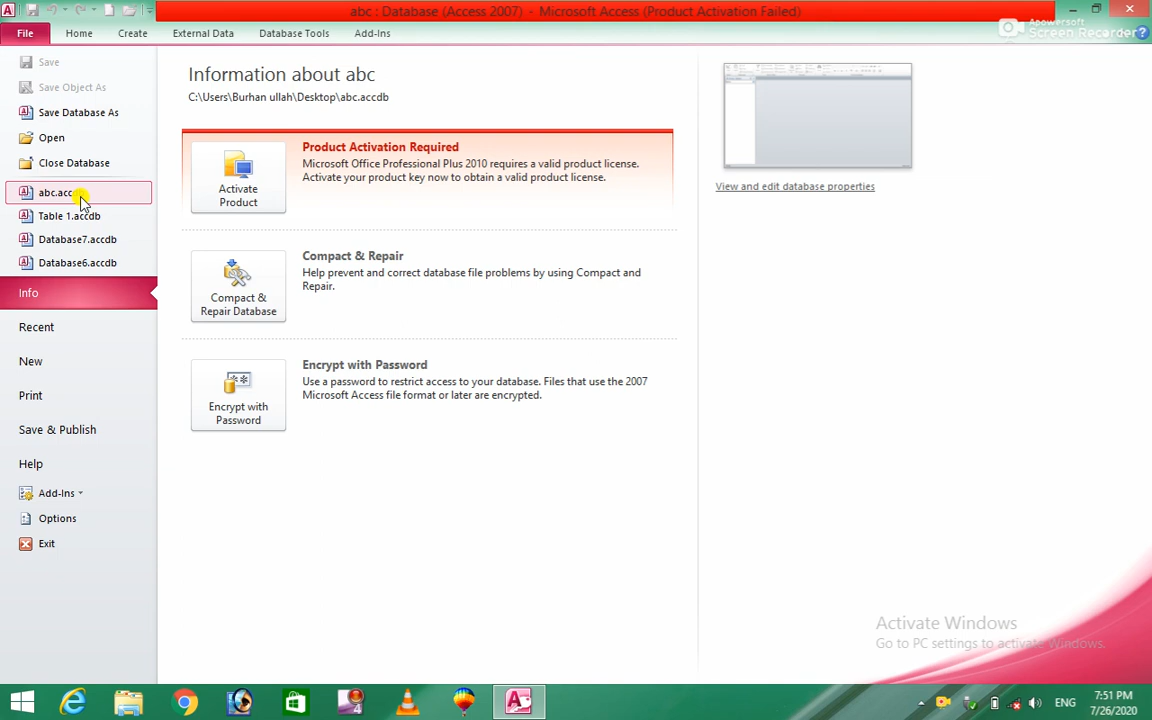 abc : Database (Access 2007) - Microsoft Access (Product Activation Failed)
Apowersoft
Screen Recorder
File
Home
Create
External Data
Database Tools
Add-Ins
Save
Save Object As
Save Database As
Open
Close Database
abc.acc
Table 1.accdb
Database7.accdb
Database6.accdb
Info
Recent
New
Print
Save & Publish
Help
Add-Ins
Options
Exit
Information about abc
C:\Users\Burhan ullah\Desktop\abc.accdb
Activate
Product
Product Activation Required
Microsoft Office Professional Plus 2010 requires a valid product license.
Activate your product key now to obtain a valid product license.
Compact &
Repair Database
Compact & Repair
Help prevent and correct database file problems by using Compact and
Repair.
Encrypt with
Password
Encrypt with Password
Use a password to restrict access to your database. Files that use the 2007
Microsoft Access file format or later are encrypted.
View and edit database properties
Activate Windows
Go to PC settings to activate Windows.
ENG
7:51 PM
7/26/2020